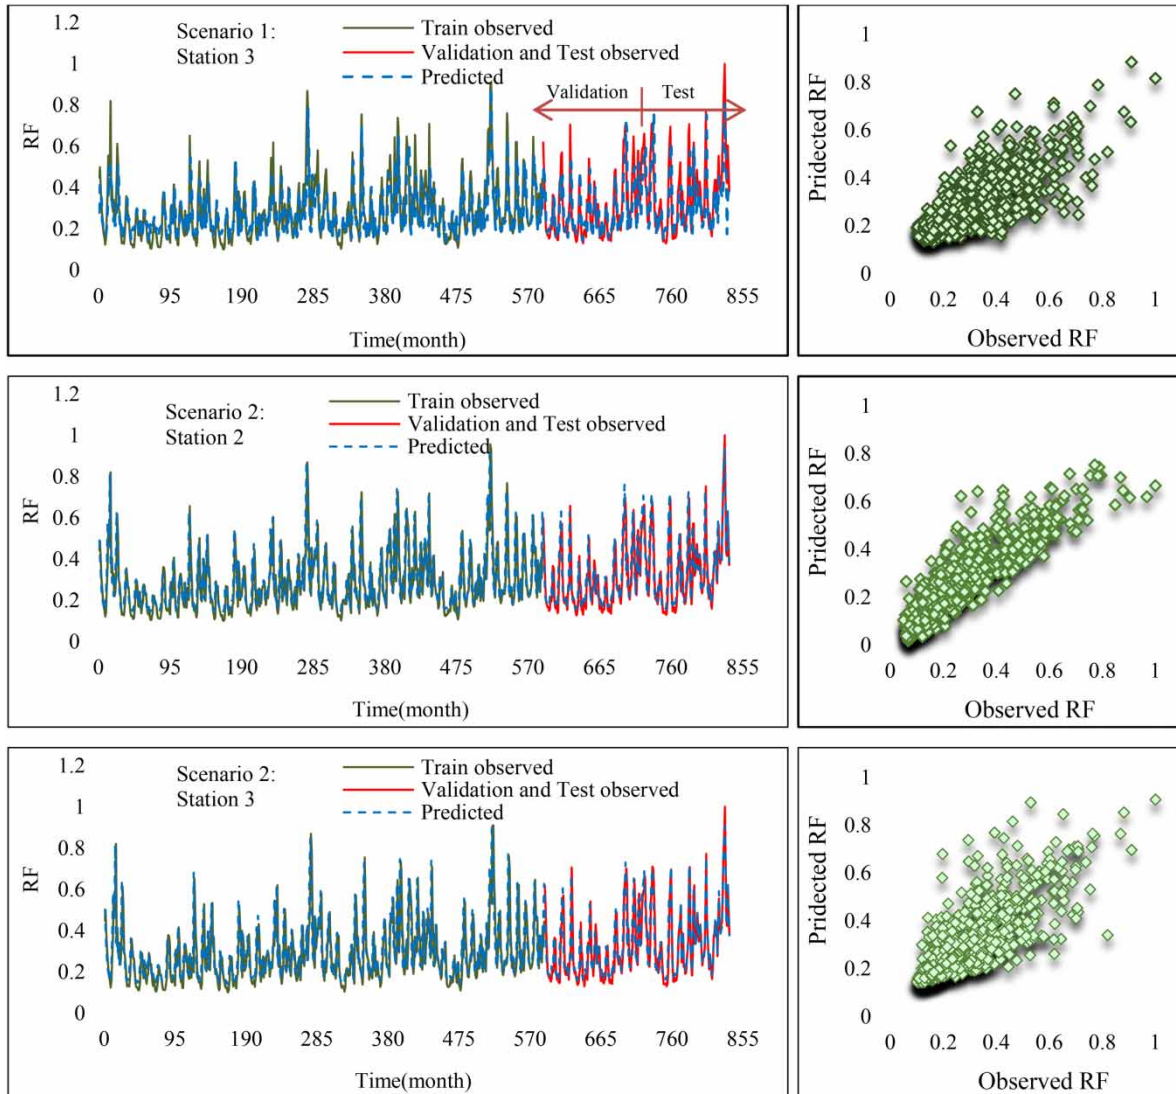 1.2
1
0.8
0.6
0.4
0.2
0
RF
Scenario 1:
Station 3
Train observed
Validation and Test observed
Predicted
Validation
Test
0 95 190 285 380 475 570 665 760 855
Time(month)
1
0.8
0.6
0.4
0.2
0
Pridected RF
0 0.2 0.4 0.6 0.8 1
Observed RF
1.2
1
0.8
0.6
0.4
0.2
0
RF
Scenario 2:
Station 2
Train observed
Validation and Test observed
Predicted
0 95 190 285 380 475 570 665 760 855
Time(month)
1
0.8
0.6
0.4
0.2
0
Pridected RF
0 0.2 0.4 0.6 0.8 1
Observed RF
1.2
1
0.8
0.6
0.4
0.2
0
RF
Scenario 2:
Station 3
Train observed
Validation and Test observed
Predicted
0 95 190 285 380 475 570 665 760 855
Time(month)
1
0.8
0.6
0.4
0.2
0
Pridected RF
0 0.2 0.4 0.6 0.8 1
Observed RF